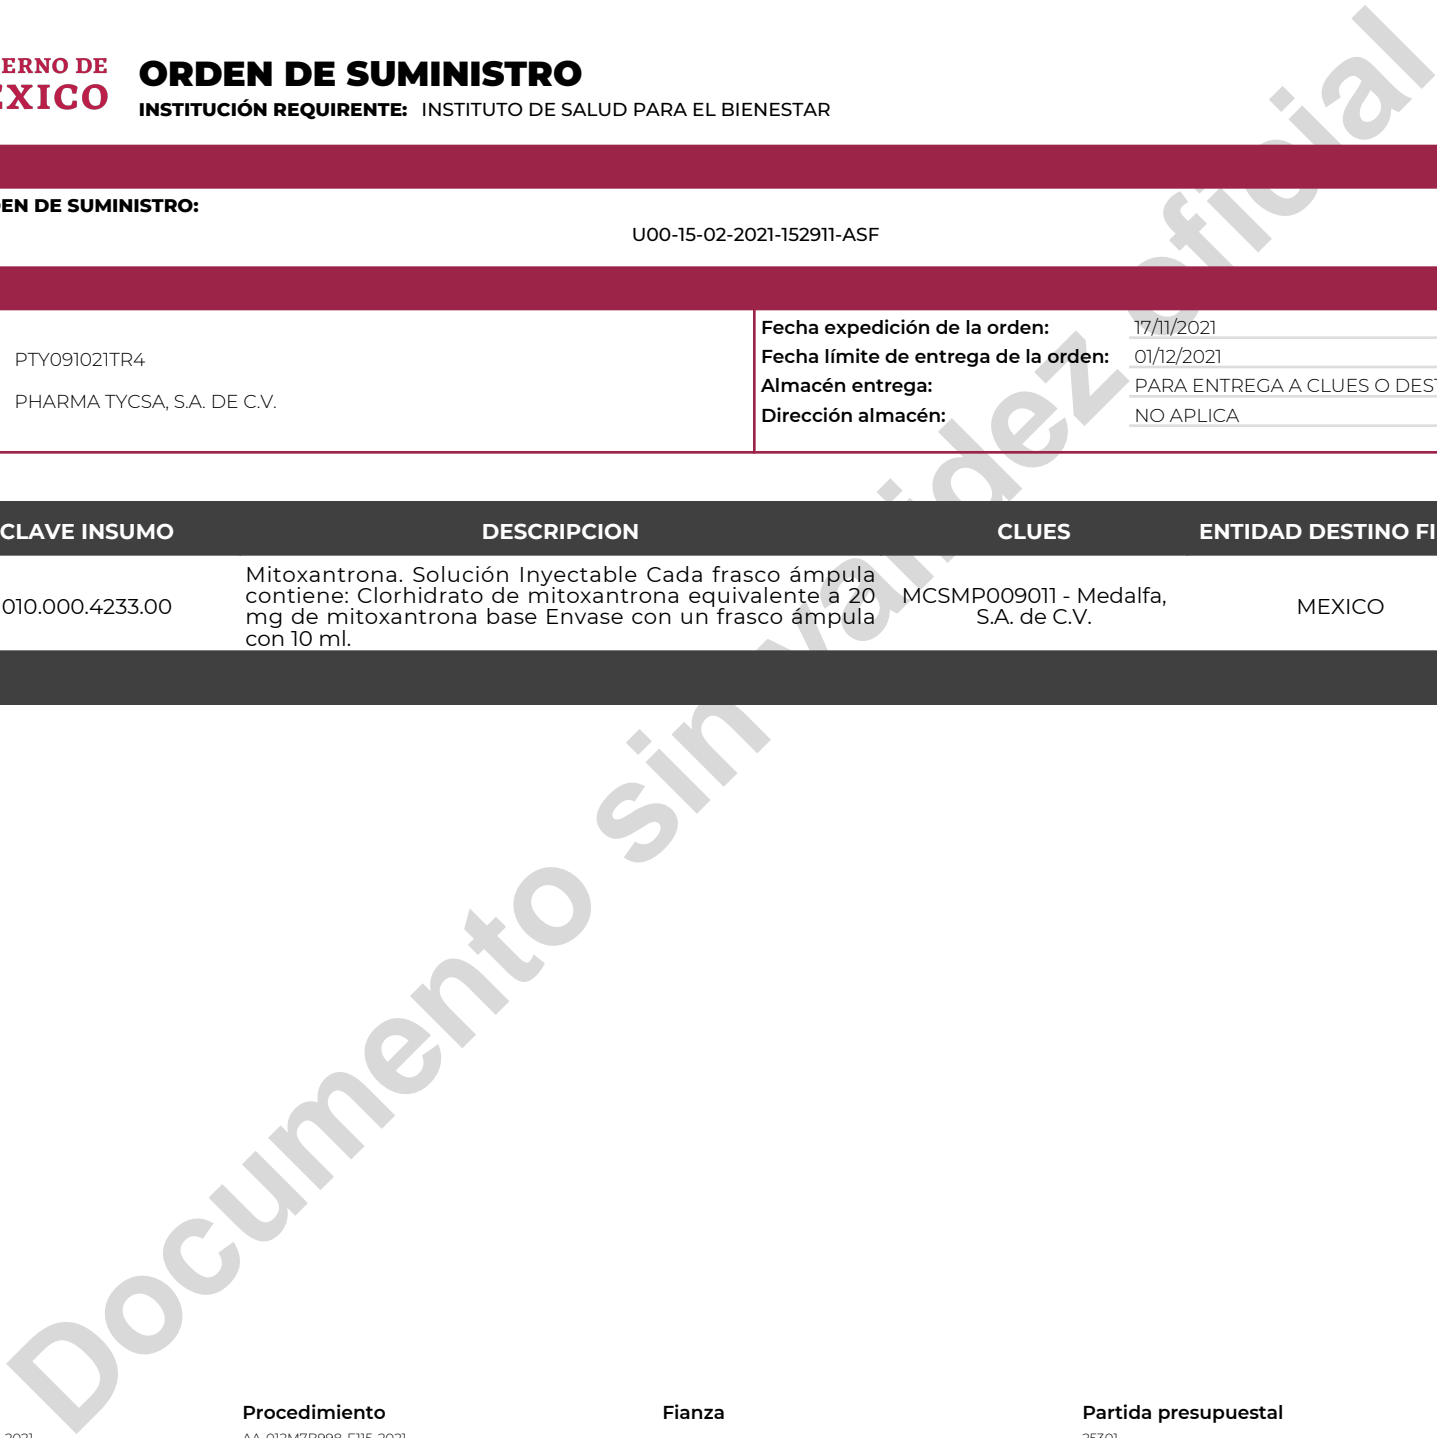 ERNO DE
EXICO
ORDEN DE SUMINISTRO
INSTITUCIÓN REQUIRENTE: INSTITUTO DE SALUD PARA EL BIENESTAR
EN DE SUMINISTRO:
U00-15-02-2021-152911-ASF
PTY091021TR4
PHARMA TYCSA, S.A. DE C.V.
Fecha expedición de la orden: 17/11/2021
Fecha límite de entrega de la orden: 01/12/2021
Almacén entrega: PARA ENTREGA A CLUES O DEST
Dirección almacén: NO APLICA
CLAVE INSUMO DESCRIPCION CLUES ENTIDAD DESTINO FI
010.000.4233.00
Mitoxantrona. Solución Inyectable Cada frasco ámpula
contiene: Clorhidrato de mitoxantrona equivalente a 20
mg de mitoxantrona base Envase con un frasco ámpula
con 10 ml.
MCSMP009011 - Medalfa,
S.A. de C.V.
MEXICO
Documento sin validez oficial
Procedimiento Fianza Partida presupuestal